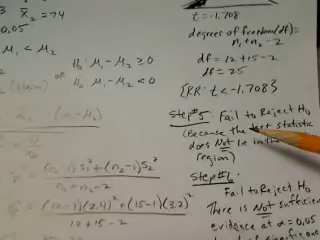 x̄₂ = 74
0.05
μ₁ < μ₂
or
H₀: μ₁ - μ₂ ≥ 0
μ₁ - μ₂ < 0
(claim)
(μ₁ - μ₂)
(n₂-1)S₂²
n₁+n₂-2
(12-1)(2.4)² + (15-1)(3.2)²
12+15-2
t = -1.708
degrees of freedom (df) =
n₁+n₂-2
df = 12+15-2
df = 25
{RR: t < -1.708}
Step #5 Fail to Reject H₀
(because the test statistic
does NOT lie in the
region)
Step #6
Fail to Reject H₀
There is Not sufficient
evidence at α = 0.05